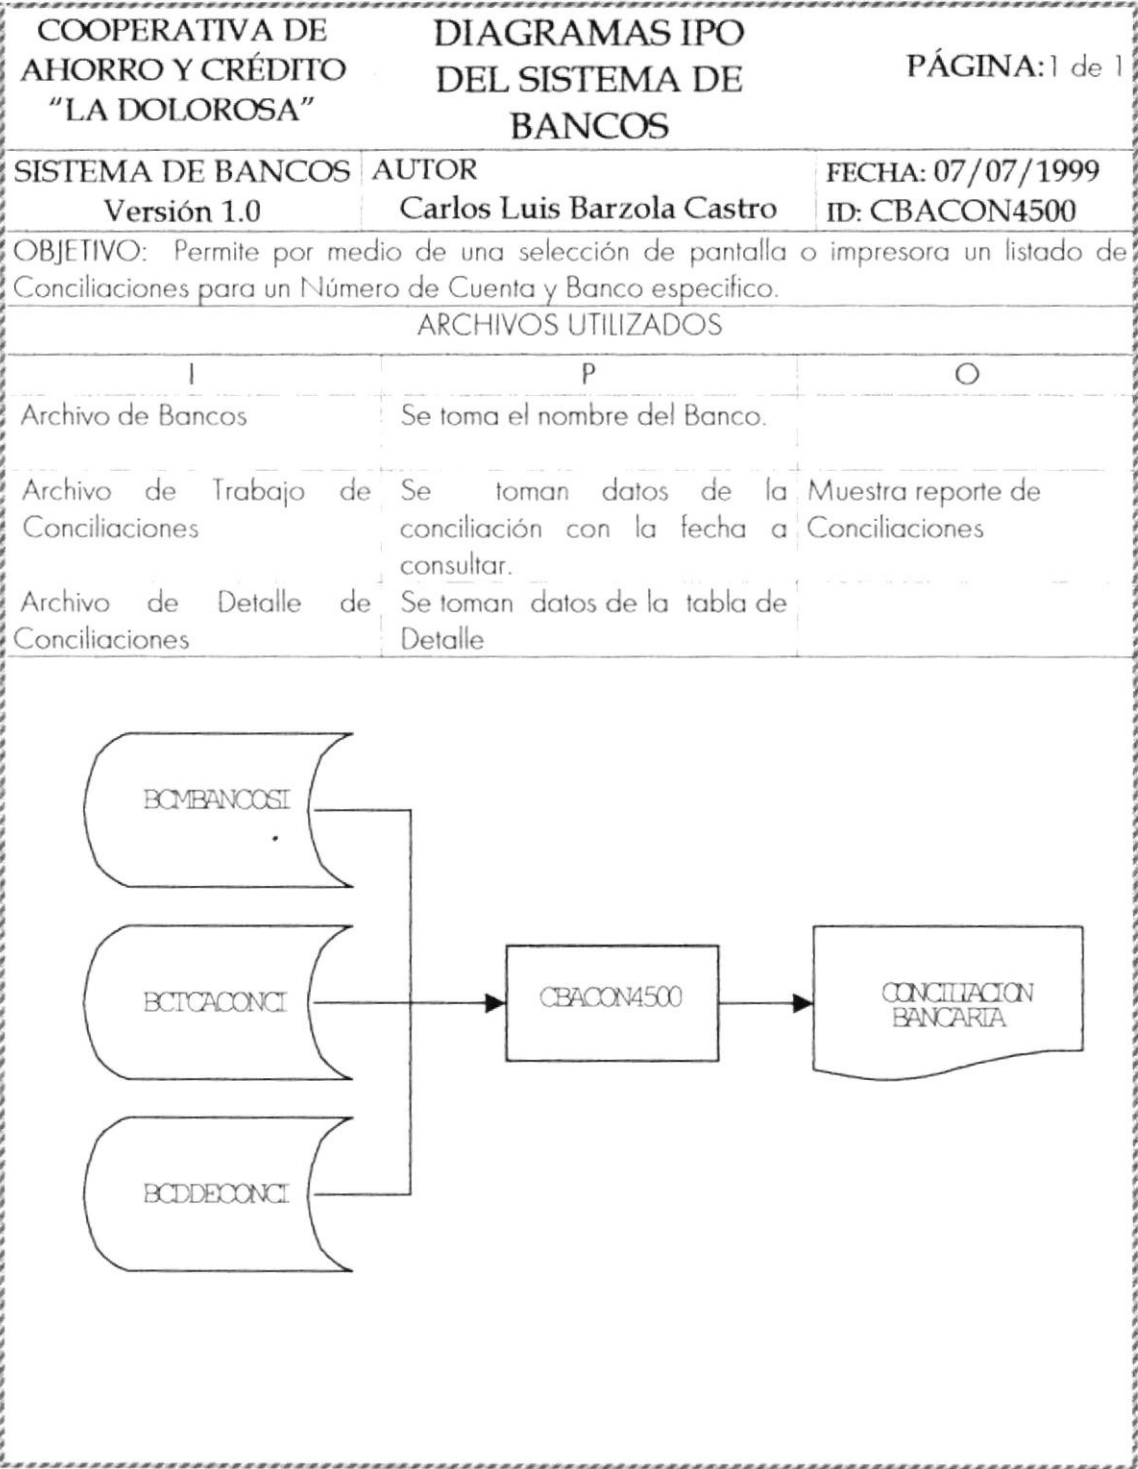 COOPERATIVA DE
AHORRO Y CRÉDITO
"LA DOLOROSA"
DIAGRAMAS IPO
DEL SISTEMA DE
BANCOS
PÁGINA:1 de 1
SISTEMA DE BANCOS
Versión 1.0
AUTOR
Carlos Luis Barzola Castro
FECHA: 07/07/1999
ID: CBACON4500
OBJETIVO: Permite por medio de una selección de pantalla o impresora un listado de
Conciliaciones para un Número de Cuenta y Banco especifico.
ARCHIVOS UTILIZADOS
I P O
Archivo de Bancos
Se toma el nombre del Banco.
Archivo de Trabajo de
Conciliaciones
Se toman datos de la
conciliación con la fecha a
consultar.
Muestra reporte de
Conciliaciones
Archivo de Detalle de
Conciliaciones
Se toman datos de la tabla de
Detalle
BCMBANCOSI
BCTCACONCI
CBACON4500
CONCILIACION
BANCARIA
BCDDECONCI